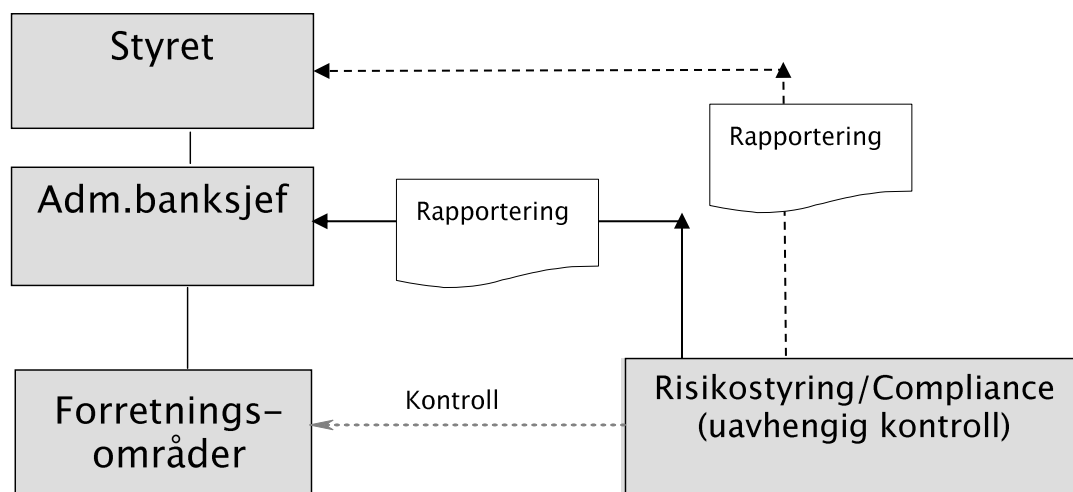 Styret
Rapportering
Adm.banksjef
Rapportering
Forretnings-
områder
Kontroll
Risikostyring/Compliance
(uavhengig kontroll)